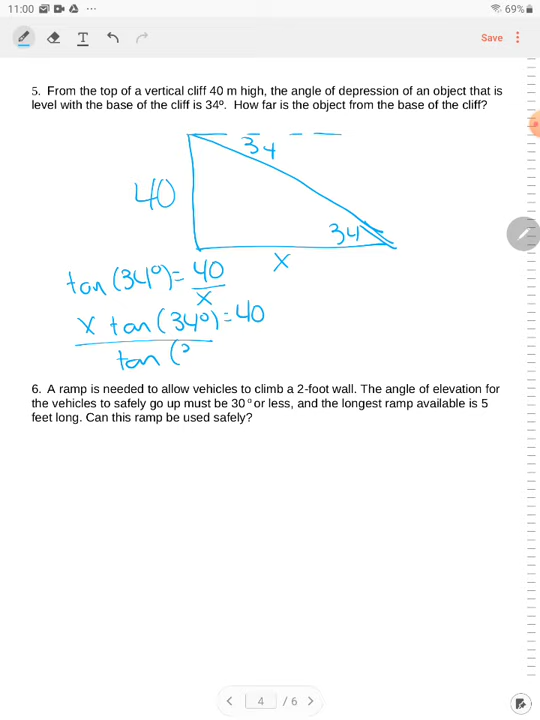 11:00 69%
T Save
5. From the top of a vertical cliff 40 m high, the angle of depression of an object that is
level with the base of the cliff is 34º. How far is the object from the base of the cliff?
34
40
34
x
tan (34º) = 40
x
x tan (34º) = 40
tan (
6. A ramp is needed to allow vehicles to climb a 2-foot wall. The angle of elevation for
the vehicles to safely go up must be 30º or less, and the longest ramp available is 5
feet long. Can this ramp be used safely?
< 4 / 6 >